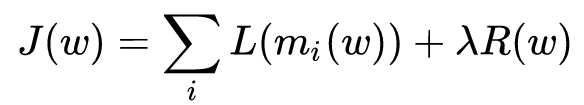 J(w) = ∑_i L(m_i(w)) + λR(w)